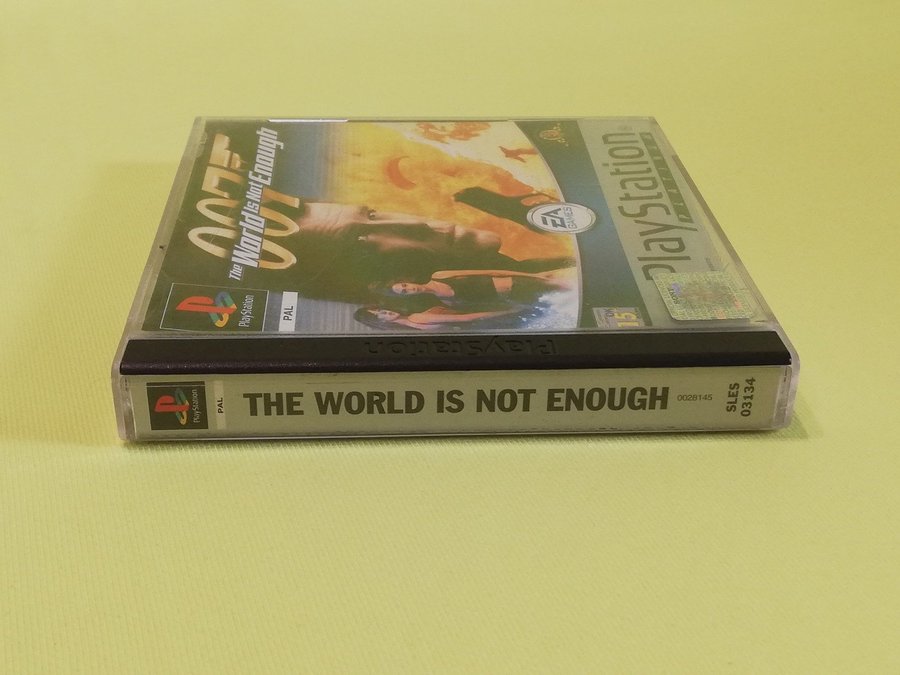 007
The World Is Not Enough
EA
GAMES
PlayStation
PLATINUM
PlayStation
PAL
15
PlayStation
PlayStation
PAL
THE WORLD IS NOT ENOUGH
0028145
SLES
03134